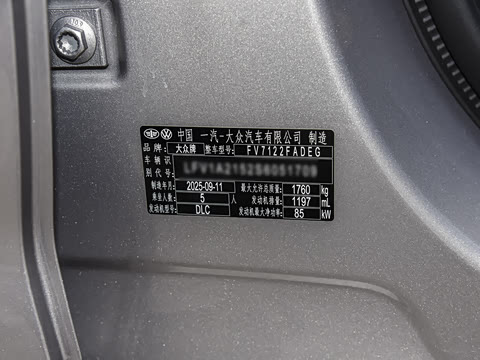 中国 一汽-大众汽车有限公司 制造
品牌: 大众牌 整车型号: FV7122FADEG
车辆识别代号:
制造年月 2025-09-11 最大允许总质量: 1760 kg
乘坐人数: 5 人 发动机排量: 1197 mL
发动机型号: DLC 发动机最大净功率: 85 kW